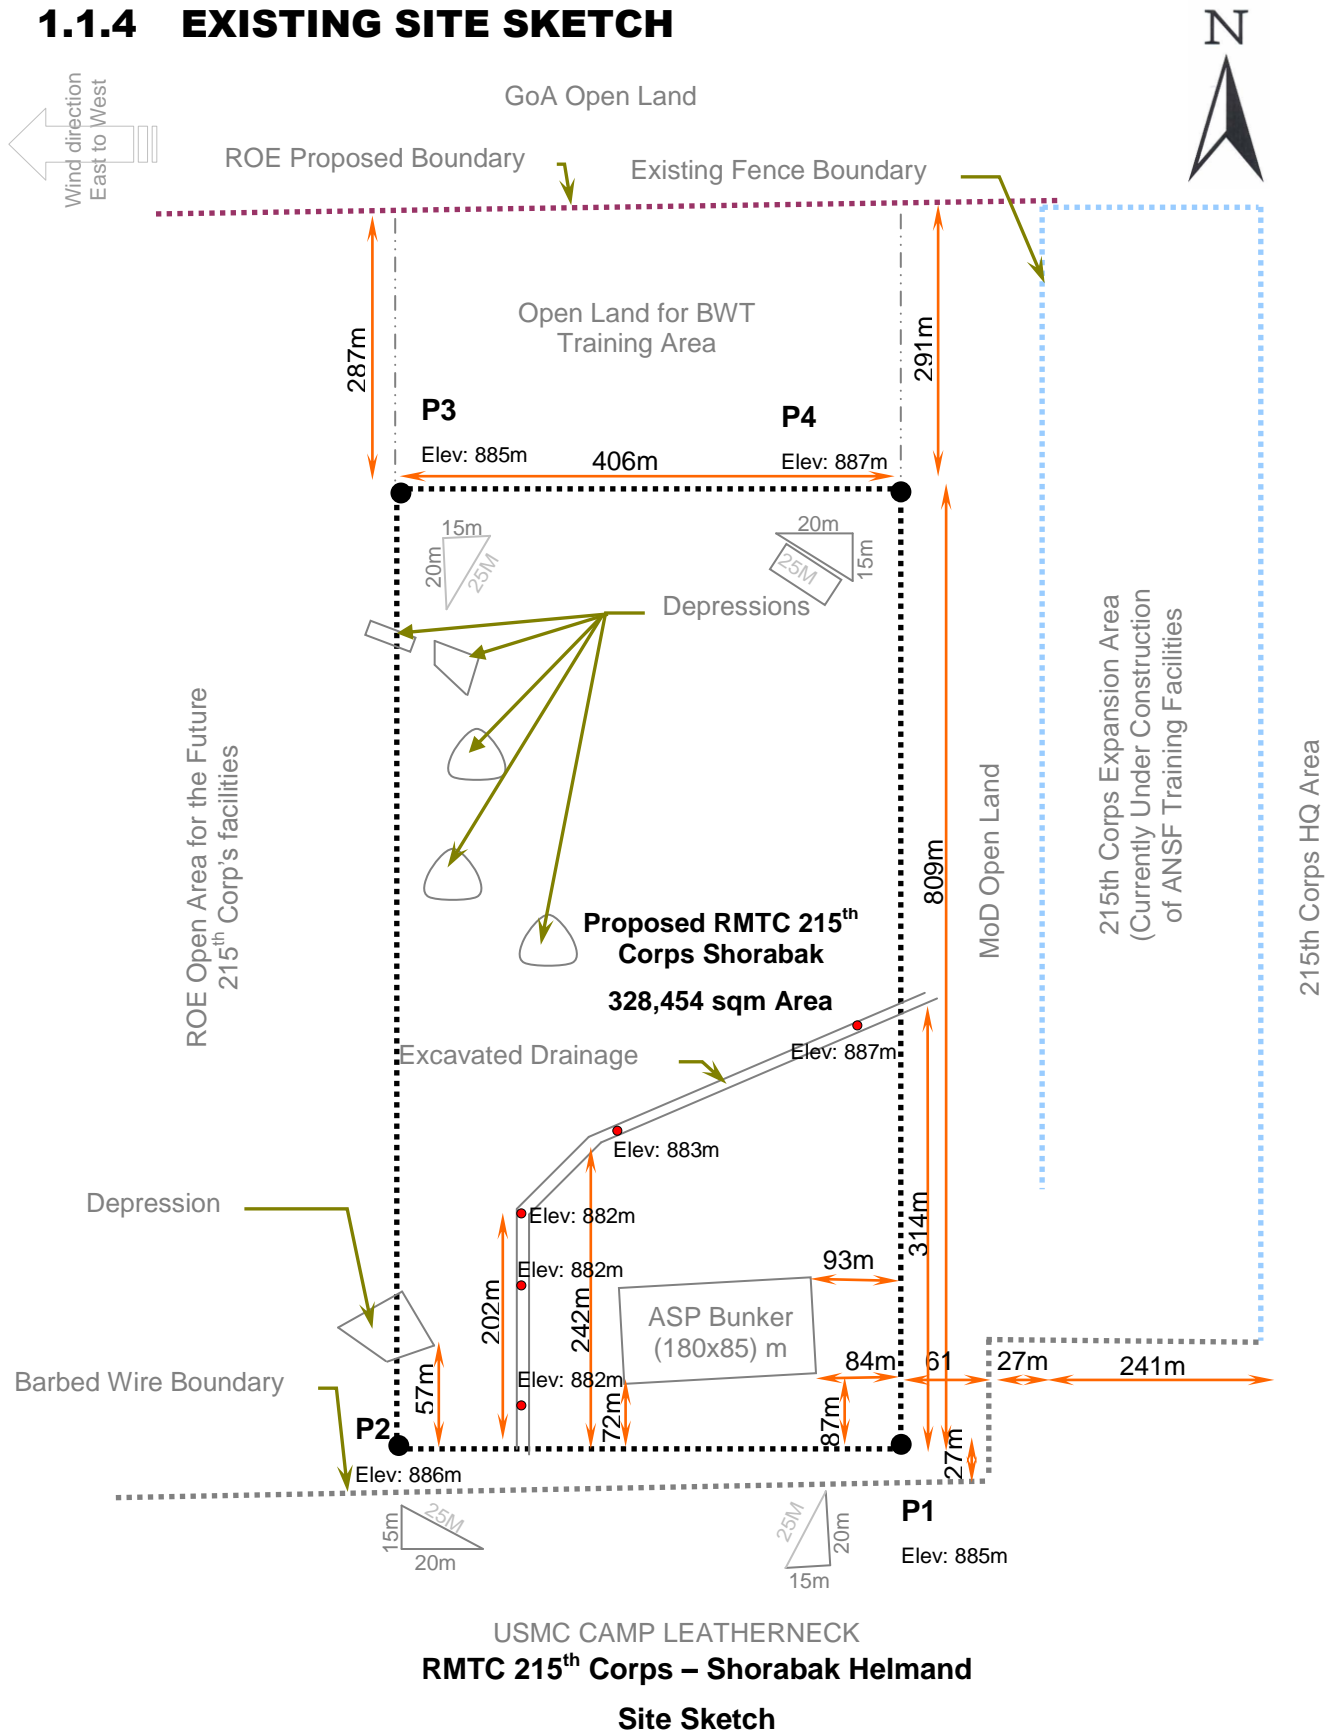 1.1.4 EXISTING SITE SKETCH
N
Wind direction
East to West
GoA Open Land
ROE Proposed Boundary
Existing Fence Boundary
287m
Open Land for BWT
Training Area
291m
P3
P4
Elev: 885m
406m
Elev: 887m
15m
20m
25M
20m
15m
25M
Depressions
ROE Open Area for the Future
215th Corp's facilities
809m
MoD Open Land
215th Corps Expansion Area
(Currently Under Construction
of ANSF Training Facilities
215th Corps HQ Area
Proposed RMTC 215th
Corps Shorabak
328,454 sqm Area
Excavated Drainage
Elev: 887m
Elev: 883m
Depression
Elev: 882m
314m
Elev: 882m
93m
202m
242m
ASP Bunker
(180x85) m
84m
61
27m
241m
Barbed Wire Boundary
57m
Elev: 882m
72m
87m
27m
P2
Elev: 886m
15m
25M
20m
25M
20m
15m
P1
Elev: 885m
USMC CAMP LEATHERNECK
RMTC 215th Corps – Shorabak Helmand
Site Sketch